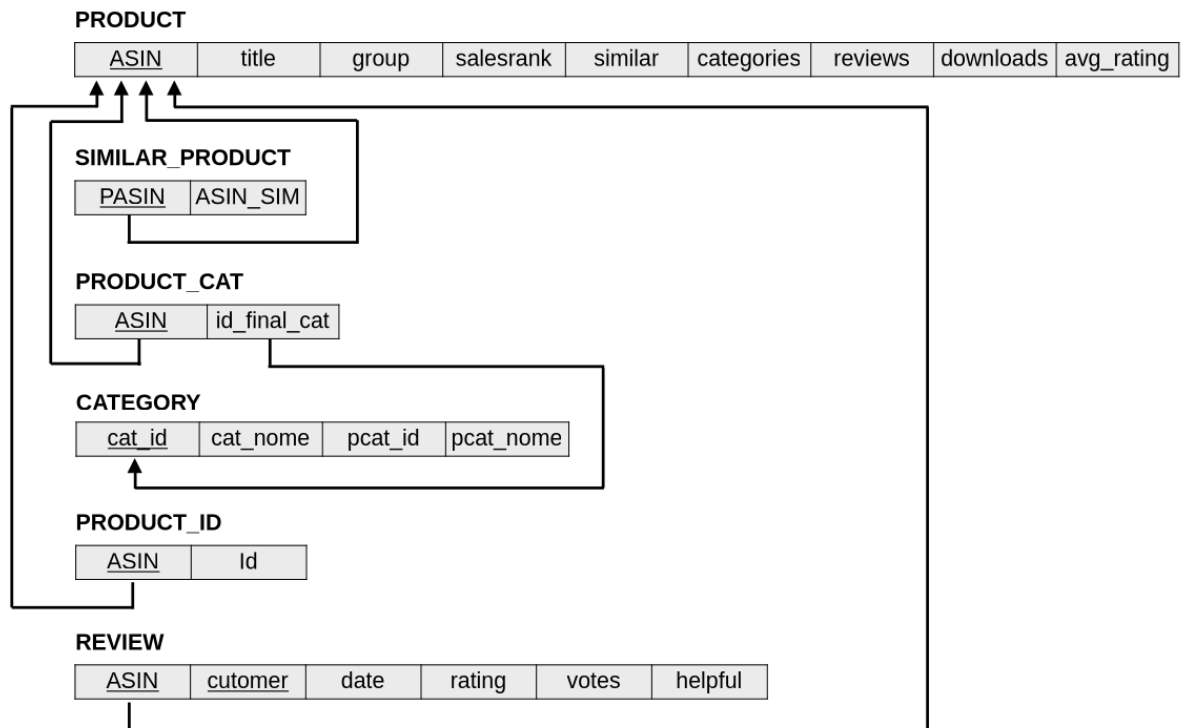 PRODUCT
ASIN title group salesrank similar categories reviews downloads avg_rating
SIMILAR_PRODUCT
PASIN ASIN_SIM
PRODUCT_CAT
ASIN id_final_cat
CATEGORY
cat_id cat_nome pcat_id pcat_nome
PRODUCT_ID
ASIN Id
REVIEW
ASIN cutomer date rating votes helpful